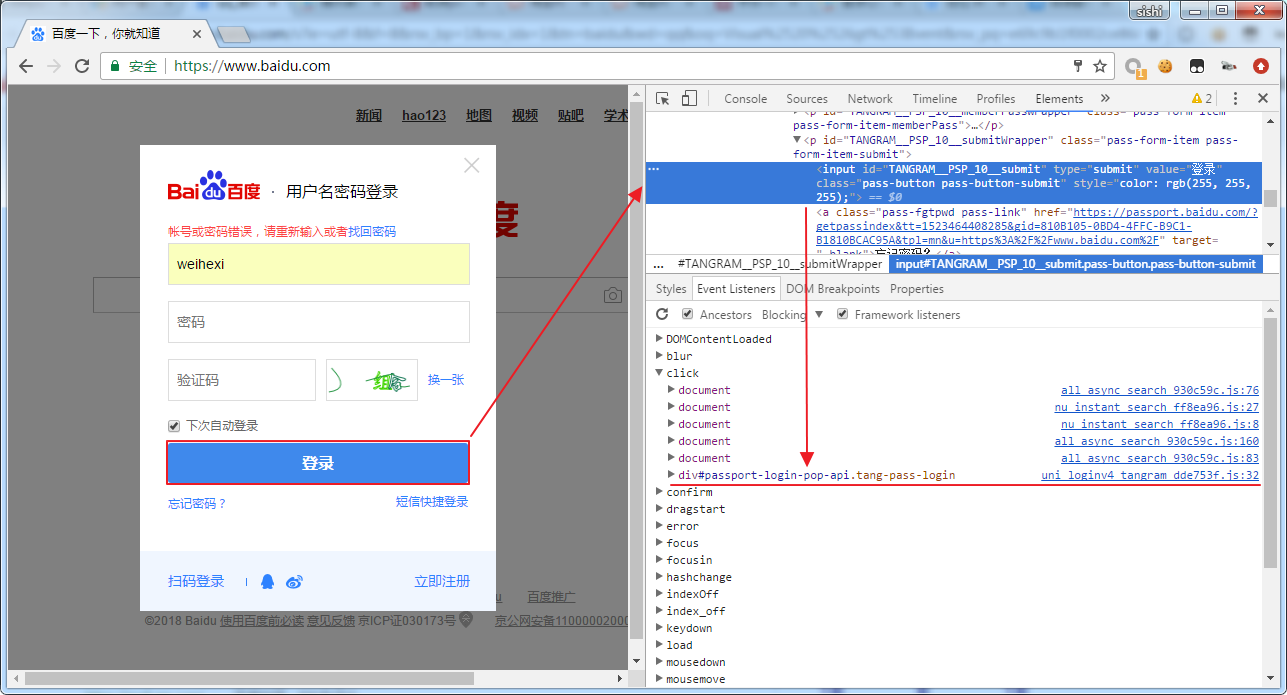 sishi
百度一下，你就知道
安全 https://www.baidu.com
1
新闻 hao123 地图 视频 贴吧 学术
Bai du 百度 · 用户名密码登录
帐号或密码错误，请重新输入或者找回密码
度
weihexi
密码
验证码 换一张
下次自动登录
登录
忘记密码？ 短信快捷登录
扫码登录 立即注册
百度推广
©2018 Baidu 使用百度前必读 意见反馈 京ICP证030173号 京公网安备11000002000
Console Sources Network Timeline Profiles Elements » 2
<p id="TANGRAM__PSP_10__memberPassWrapper" class="pass-form-item
pass-form-item-memberPass">…</p>
<p id="TANGRAM__PSP_10__submitWrapper" class="pass-form-item pass-
form-item-submit">
<input id="TANGRAM__PSP_10__submit" type="submit" value="登录"
class="pass-button pass-button-submit" style="color: rgb(255, 255,
255);"> == $0
<a class="pass-fgtpwd pass-link" href="https://passport.baidu.com/?
getpassindex&tt=1523464408285&gid=810B105-0BD4-4FFC-B9C1-
B1810BCAC95A&tpl=mn&u=https%3A%2F%2Fwww.baidu.com%2F" target=
"_blank">忘记密码？</a>
... #TANGRAM__PSP_10__submitWrapper input#TANGRAM__PSP_10__submit.pass-button.pass-button-submit
Styles Event Listeners DOM Breakpoints Properties
Ancestors Blocking ▼ Framework listeners
DOMContentLoaded
blur
click
document all_async_search_930c59c.js:76
document nu_instant_search_ff8ea96.js:27
document nu_instant_search_ff8ea96.js:8
document all_async_search_930c59c.js:160
document all_async_search_930c59c.js:83
div#passport-login-pop-api.tang-pass-login uni_loginv4_tangram_dde753f.js:32
confirm
dragstart
error
focus
focusin
hashchange
indexOff
index_off
keydown
load
mousedown
mousemove